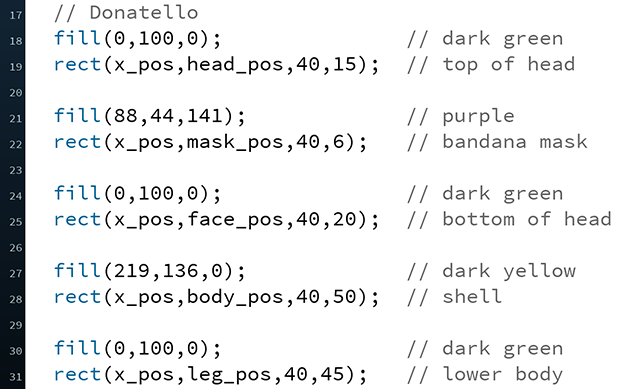 17 // Donatello
18 fill(0,100,0); // dark green
19 rect(x_pos,head_pos,40,15); // top of head
20
21 fill(88,44,141); // purple
22 rect(x_pos,mask_pos,40,6); // bandana mask
23
24 fill(0,100,0); // dark green
25 rect(x_pos,face_pos,40,20); // bottom of head
26
27 fill(219,136,0); // dark yellow
28 rect(x_pos,body_pos,40,50); // shell
29
30 fill(0,100,0); // dark green
31 rect(x_pos,leg_pos,40,45); // lower body